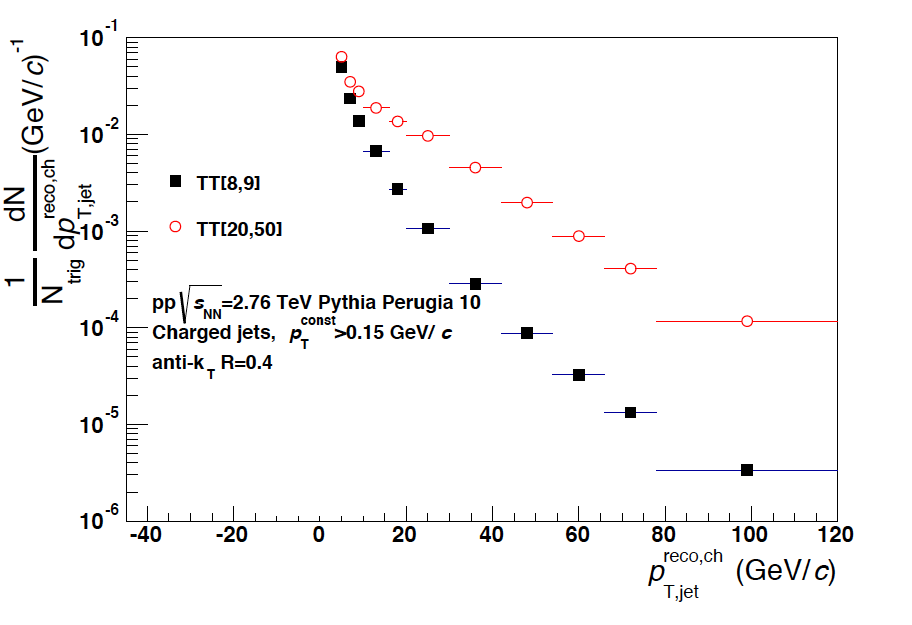 1/N_trig dN/dp_T,jet^reco,ch (GeV/c)^-1
10^-1
10^-2
10^-3
10^-4
10^-5
10^-6
TT[8,9]
TT[20,50]
pp √s_NN=2.76 TeV Pythia Perugia 10
Charged jets, p_T^const>0.15 GeV/ c
anti-k_T R=0.4
-40 -20 0 20 40 60 80 100 120
p_T,jet^reco,ch (GeV/c)